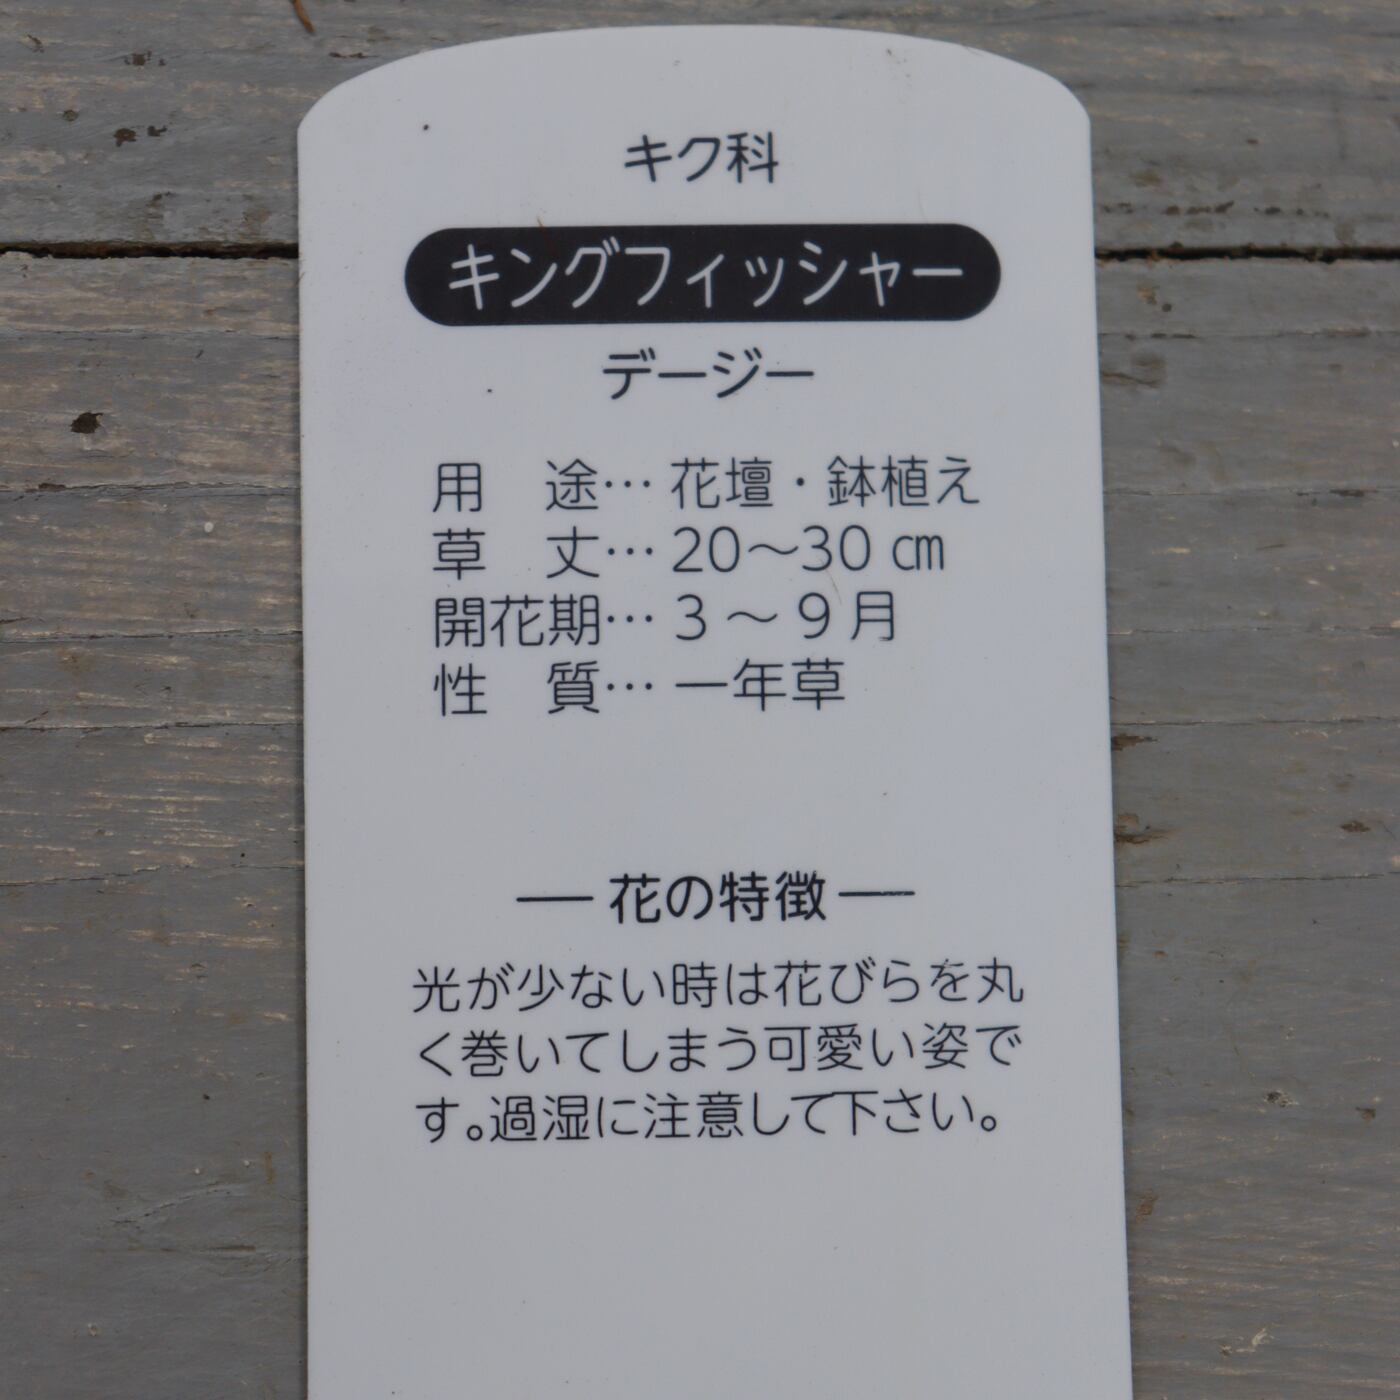 キク科
キングフィッシャー
デージー
用　途… 花壇・鉢植え
草　丈… 20〜30 ㎝
開花期… 3 〜 9 月
性　質… 一年草
― 花の特徴 ―
光が少ない時は花びらを丸
く巻いてしまう可愛い姿で
す。過湿に注意して下さい。